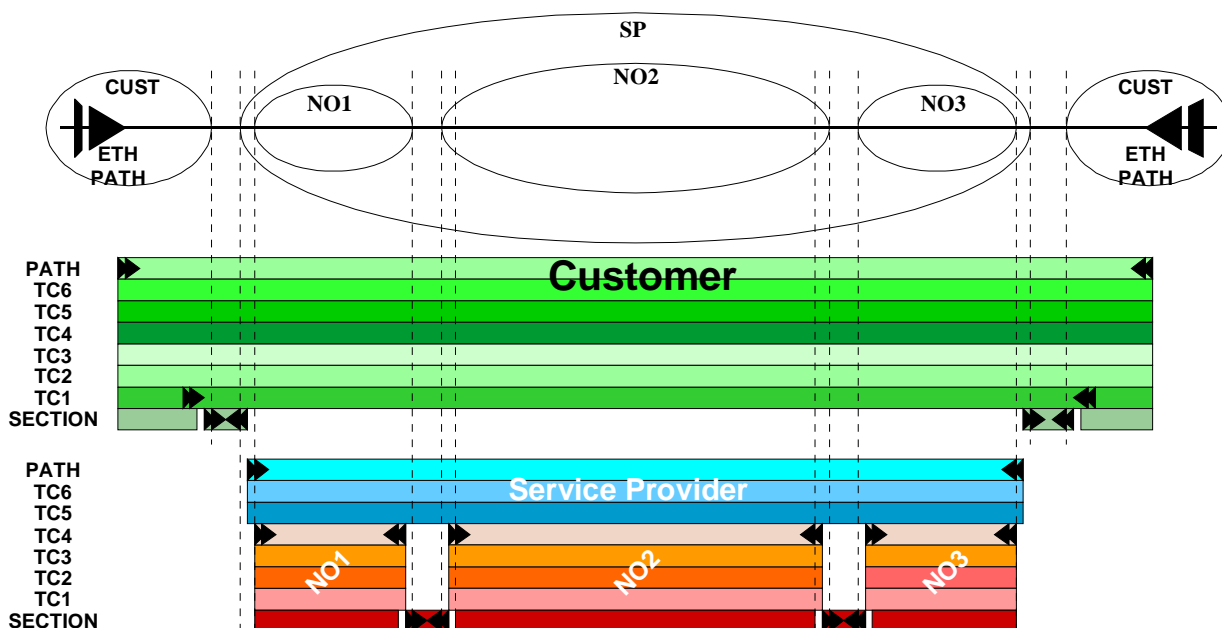 SP
CUST
NO1
NO2
NO3
CUST
ETH
PATH
ETH
PATH
PATH
Customer
TC6
TC5
TC4
TC3
TC2
TC1
SECTION
PATH
TC6
Service Provider
TC5
TC4
TC3
NO1
NO2
NO3
TC2
TC1
SECTION